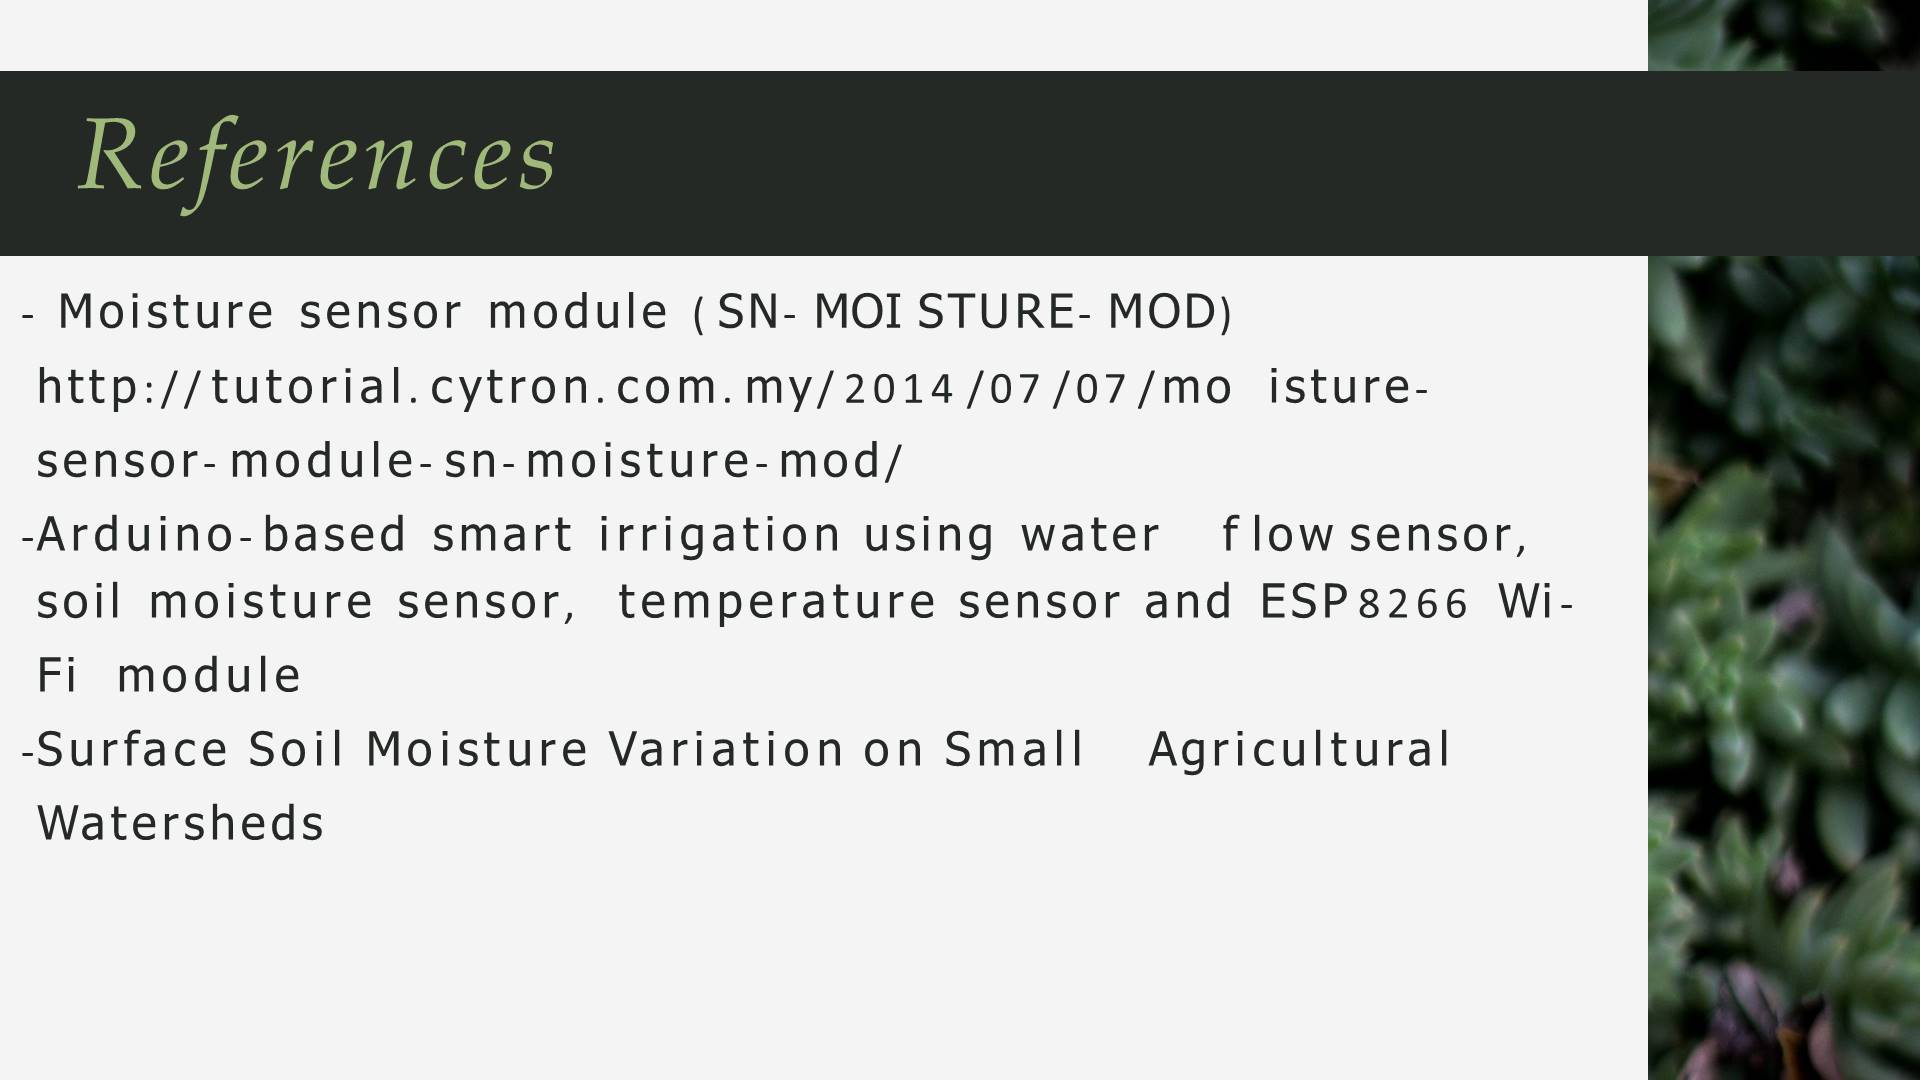 References
- Moisture sensor module (SN-MOISTURE-MOD)
http://tutorial.cytron.com.my/2014/07/07/mo isture-
sensor-module-sn-moisture-mod/
-Arduino-based smart irrigation using water flow sensor,
soil moisture sensor, temperature sensor and ESP8266 Wi-
Fi module
-Surface Soil Moisture Variation on Small Agricultural
Watersheds